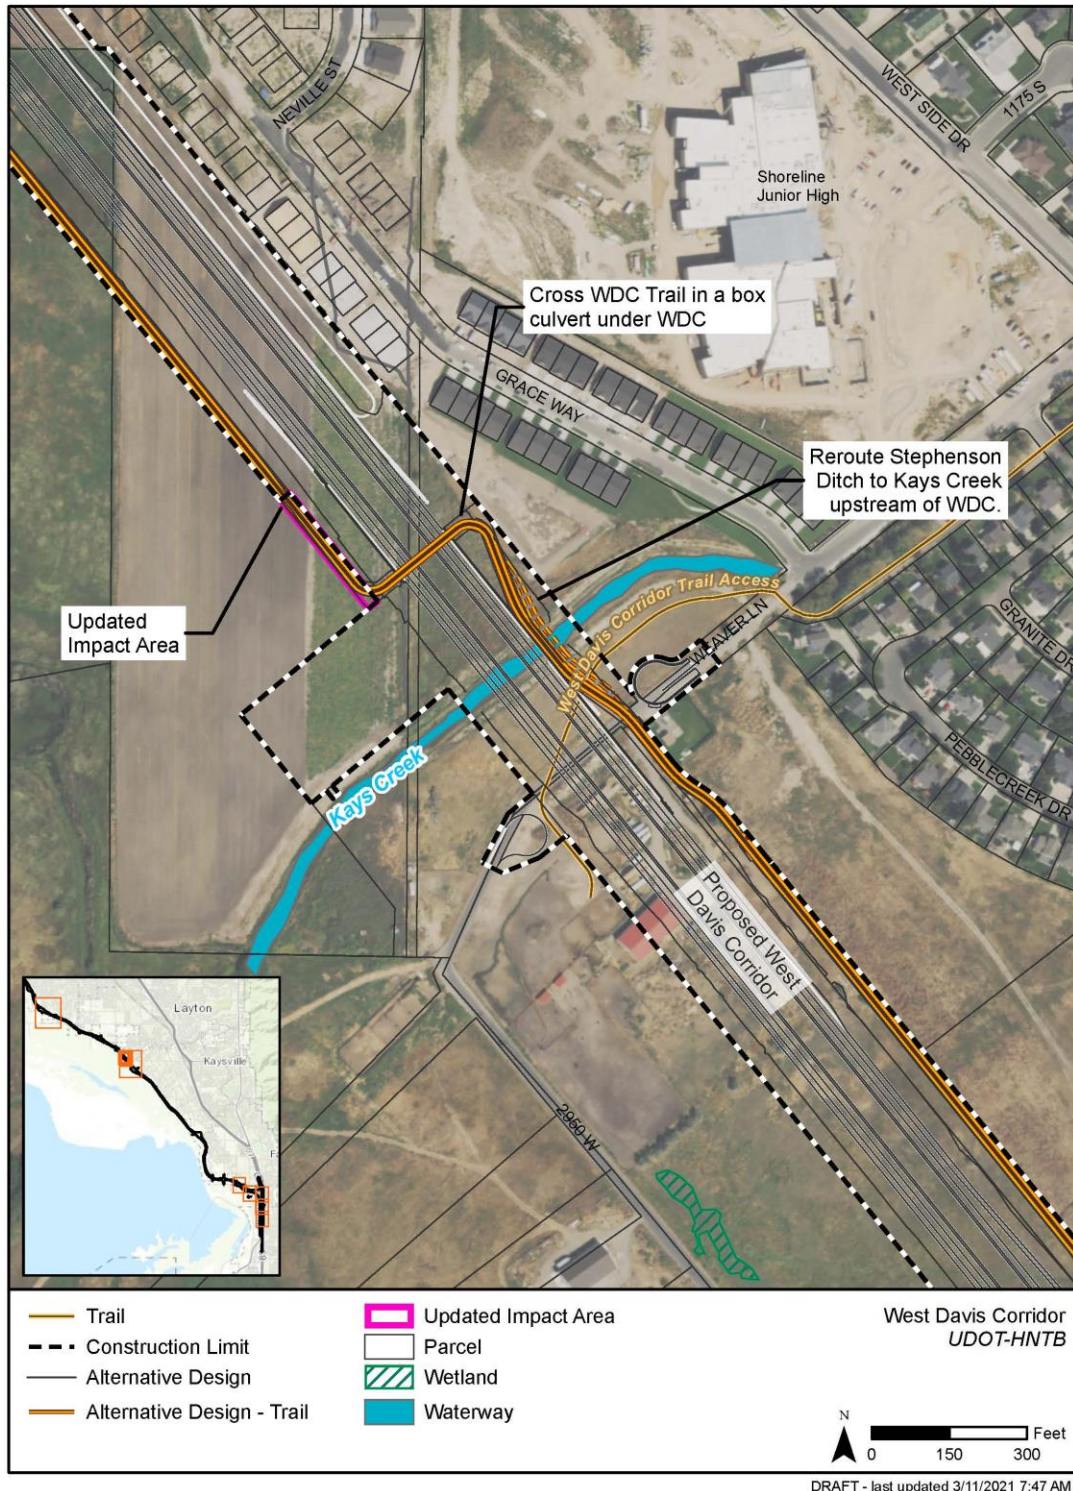 NEVILLE ST
WEST SIDE DR
1175 S
Shoreline
Junior High
Cross WDC Trail in a box
culvert under WDC
GRACE WAY
Reroute Stephenson
Ditch to Kays Creek
upstream of WDC.
West Davis Corridor Trail Access
Updated
Impact Area
WEAVER LN
GRANITE DR
PEBBLECREEK DR
Kays Creek
Proposed West
Davis Corridor
2950 W
Layton
Kaysville
Trail
Construction Limit
Alternative Design
Alternative Design - Trail
Updated Impact Area
Parcel
Wetland
Waterway
West Davis Corridor
UDOT-HNTB
N
Feet
0 150 300
DRAFT - last updated 3/11/2021 7:47 AM